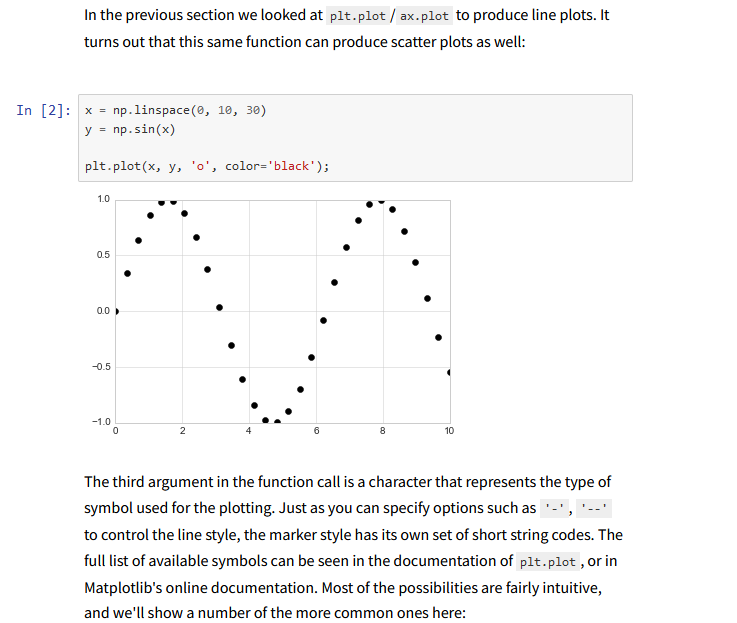 In the previous section we looked at plt.plot / ax.plot to produce line plots. It
turns out that this same function can produce scatter plots as well:
In [2]: x = np.linspace(0, 10, 30)
y = np.sin(x)
plt.plot(x, y, 'o', color='black');
1.0
0.5
0.0
−0.5
−1.0
0 2 4 6 8 10
The third argument in the function call is a character that represents the type of
symbol used for the plotting. Just as you can specify options such as '-', '--'
to control the line style, the marker style has its own set of short string codes. The
full list of available symbols can be seen in the documentation of plt.plot , or in
Matplotlib's online documentation. Most of the possibilities are fairly intuitive,
and we'll show a number of the more common ones here: